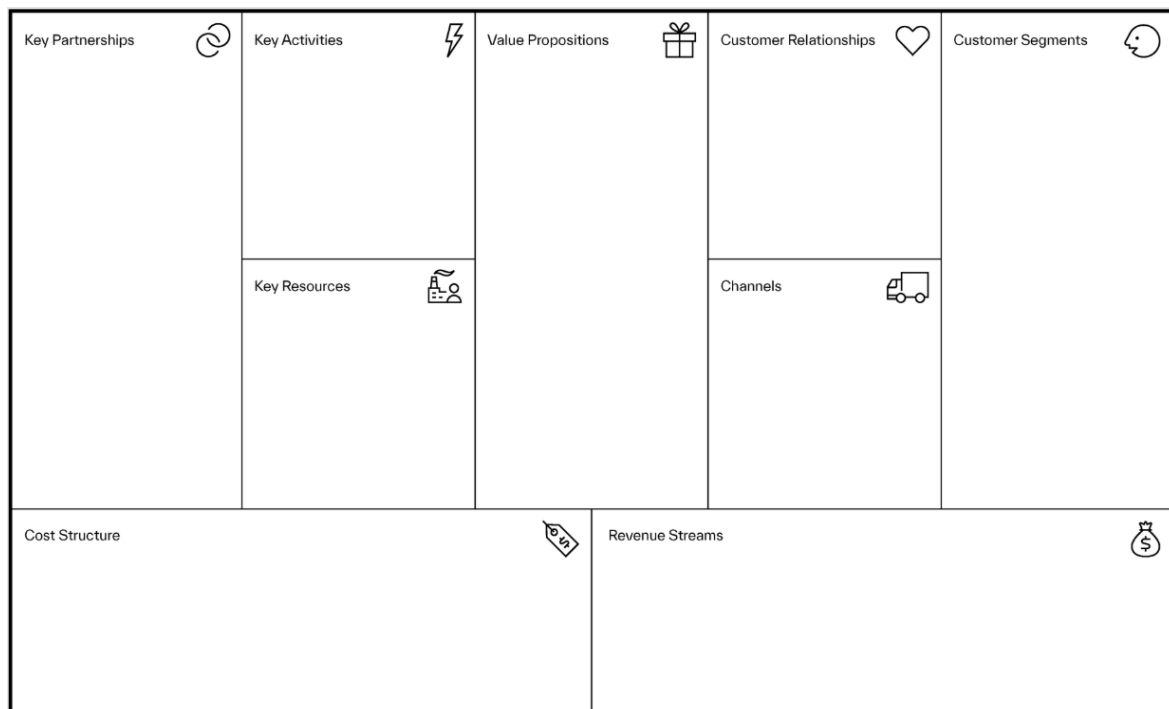 Key Partnerships
Key Activities
Value Propositions
Customer Relationships
Customer Segments
Key Resources
Channels
Cost Structure
$
Revenue Streams
$